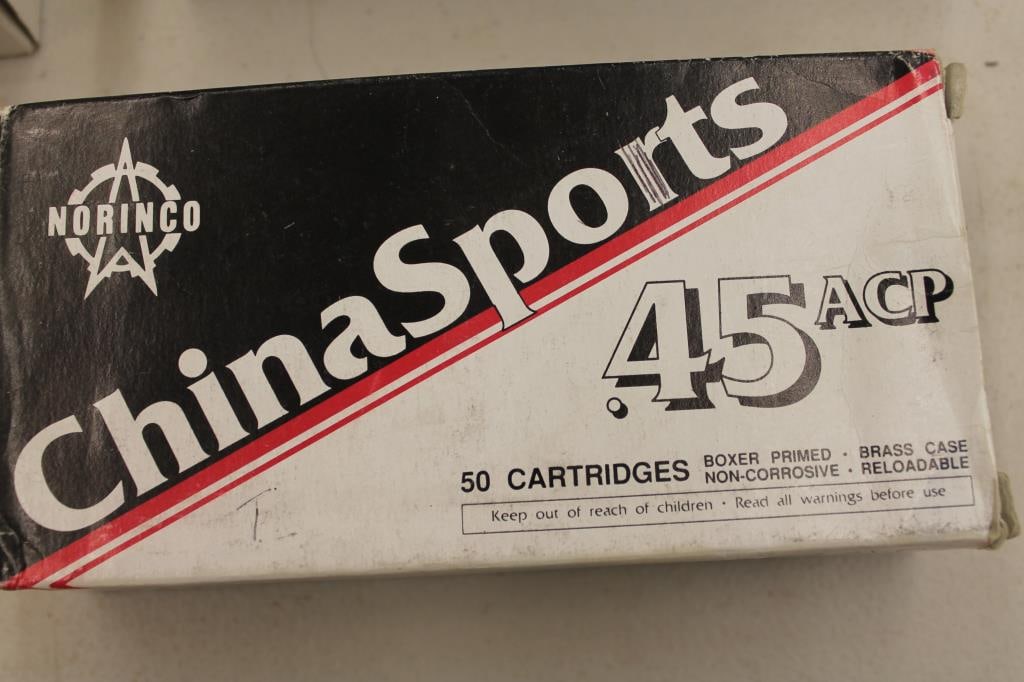 NORINCO
ChinaSports
.45 ACP
50 CARTRIDGES
BOXER PRIMED · BRASS CASE
NON-CORROSIVE · RELOADABLE
Keep out of reach of children · Read all warnings before use
T